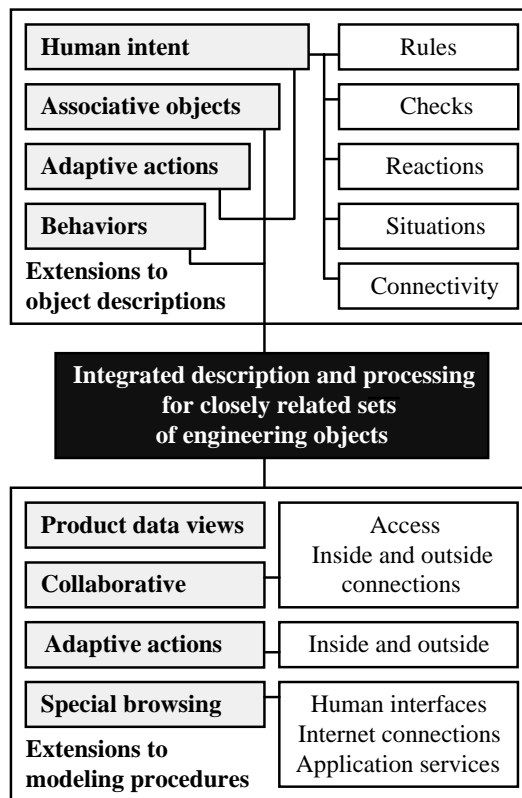 Human intent
Associative objects
Adaptive actions
Behaviors
Extensions to
object descriptions
Rules
Checks
Reactions
Situations
Connectivity
Integrated description and processing
for closely related sets
of engineering objects
Product data views
Collaborative
Adaptive actions
Special browsing
Extensions to
modeling procedures
Access
Inside and outside
connections
Inside and outside
Human interfaces
Internet connections
Application services